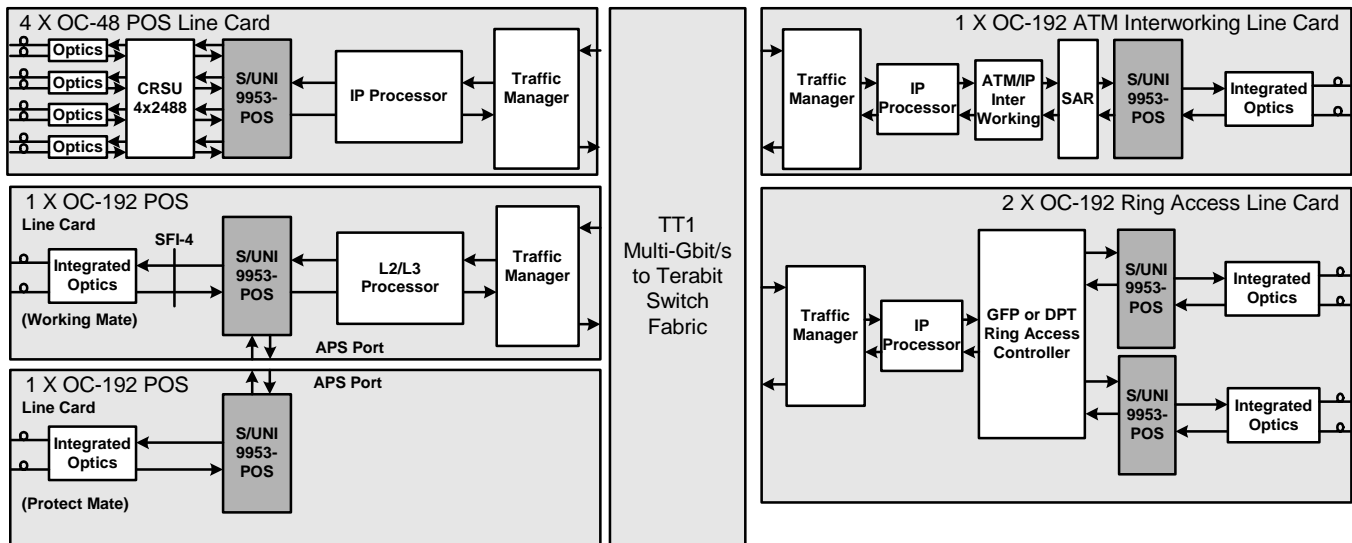 4 X OC-48 POS Line Card
Optics
Optics
Optics
Optics
CRSU
4x2488
S/UNI
9953-
POS
IP Processor
Traffic
Manager
1 X OC-192 POS
Line Card
SFI-4
Integrated
Optics
(Working Mate)
S/UNI
9953-
POS
L2/L3
Processor
Traffic
Manager
APS Port
1 X OC-192 POS
APS Port
Line Card
Integrated
Optics
(Protect Mate)
S/UNI
9953-
POS
TT1
Multi-Gbit/s
to Terabit
Switch
Fabric
1 X OC-192 ATM Interworking Line Card
Traffic
Manager
IP
Processor
ATM/IP
Inter
Working
SAR
S/UNI
9953-
POS
Integrated
Optics
2 X OC-192 Ring Access Line Card
Traffic
Manager
IP
Processor
GFP or DPT
Ring Access
Controller
S/UNI
9953-
POS
Integrated
Optics
S/UNI
9953-
POS
Integrated
Optics